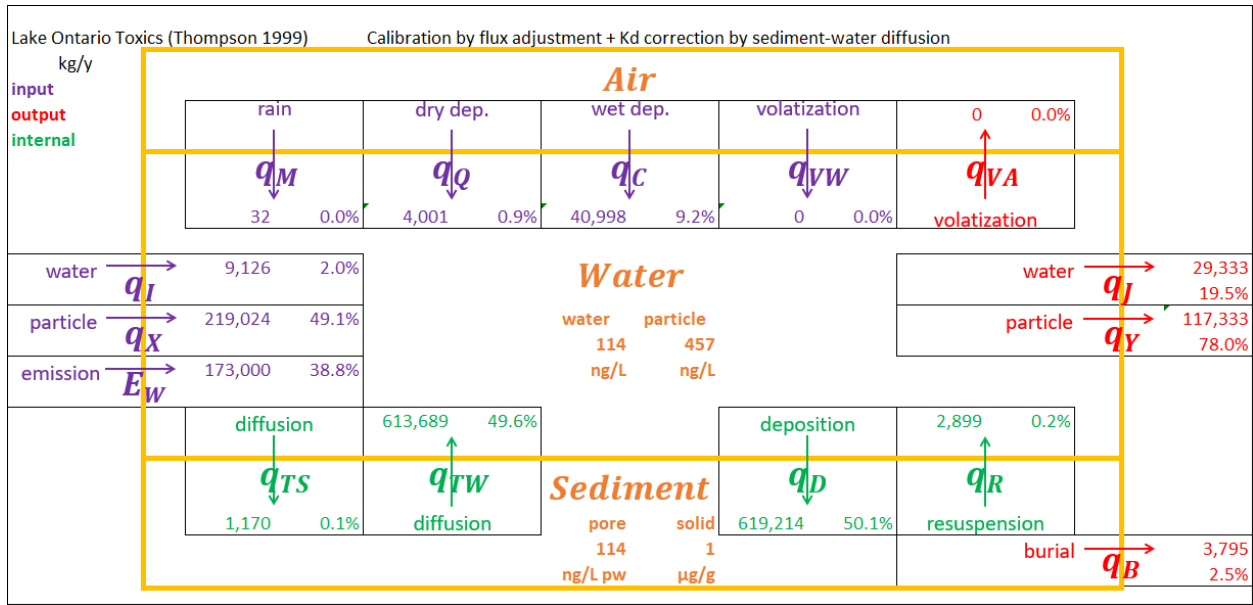 Lake Ontario Toxics (Thompson 1999) Calibration by flux adjustment + Kd correction by sediment-water diffusion
kg/y
input
output
internal
Air
rain dry dep. wet dep. volatization 0 0.0%
qM qQ qC qVW qVA
32 0.0% 4,001 0.9% 40,998 9.2% 0 0.0% volatization
water 9,126 2.0% Water water 29,333
qI qJ 19.5%
particle 219,024 49.1% water particle particle 117,333
qX 114 457 qY 78.0%
emission 173,000 38.8% ng/L ng/L
EW
diffusion 613,689 49.6% deposition 2,899 0.2%
qTS qTW Sediment qD qR
1,170 0.1% diffusion pore solid 619,214 50.1% resuspension
114 1 burial 3,795
ng/L pw µg/g qB 2.5%